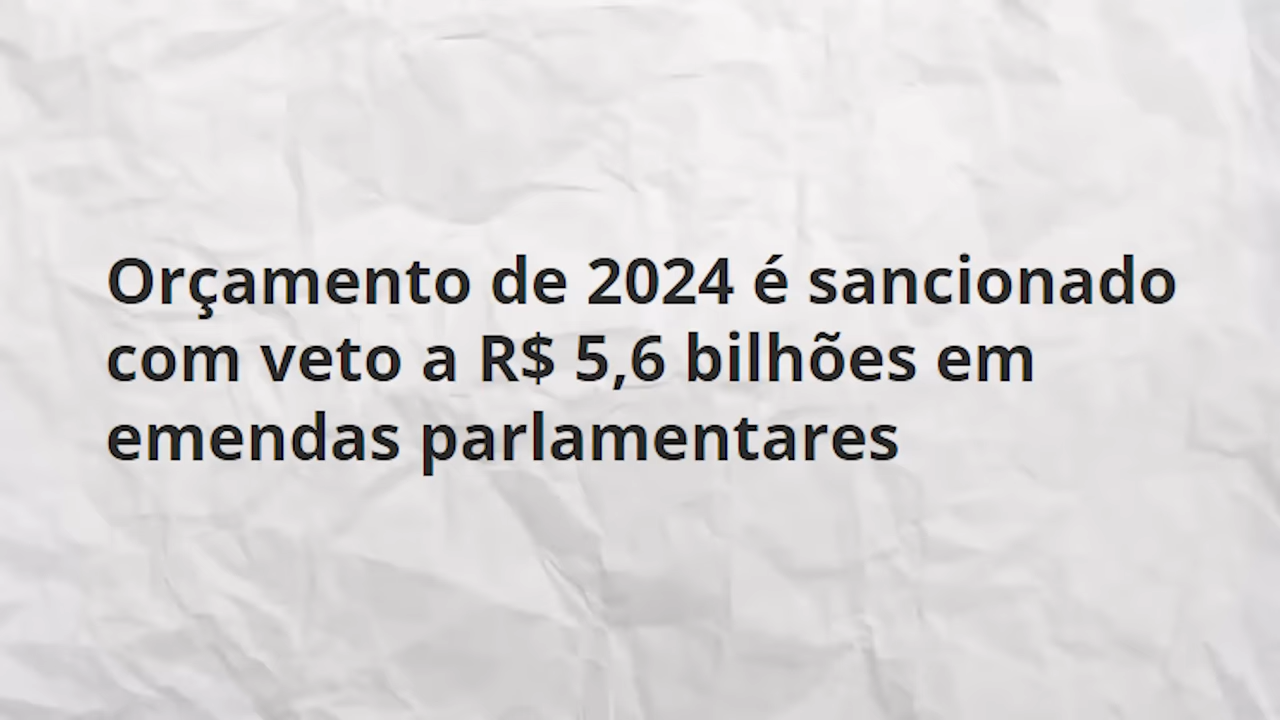 Orçamento de 2024 é sancionado
com veto a R$ 5,6 bilhões em
emendas parlamentares